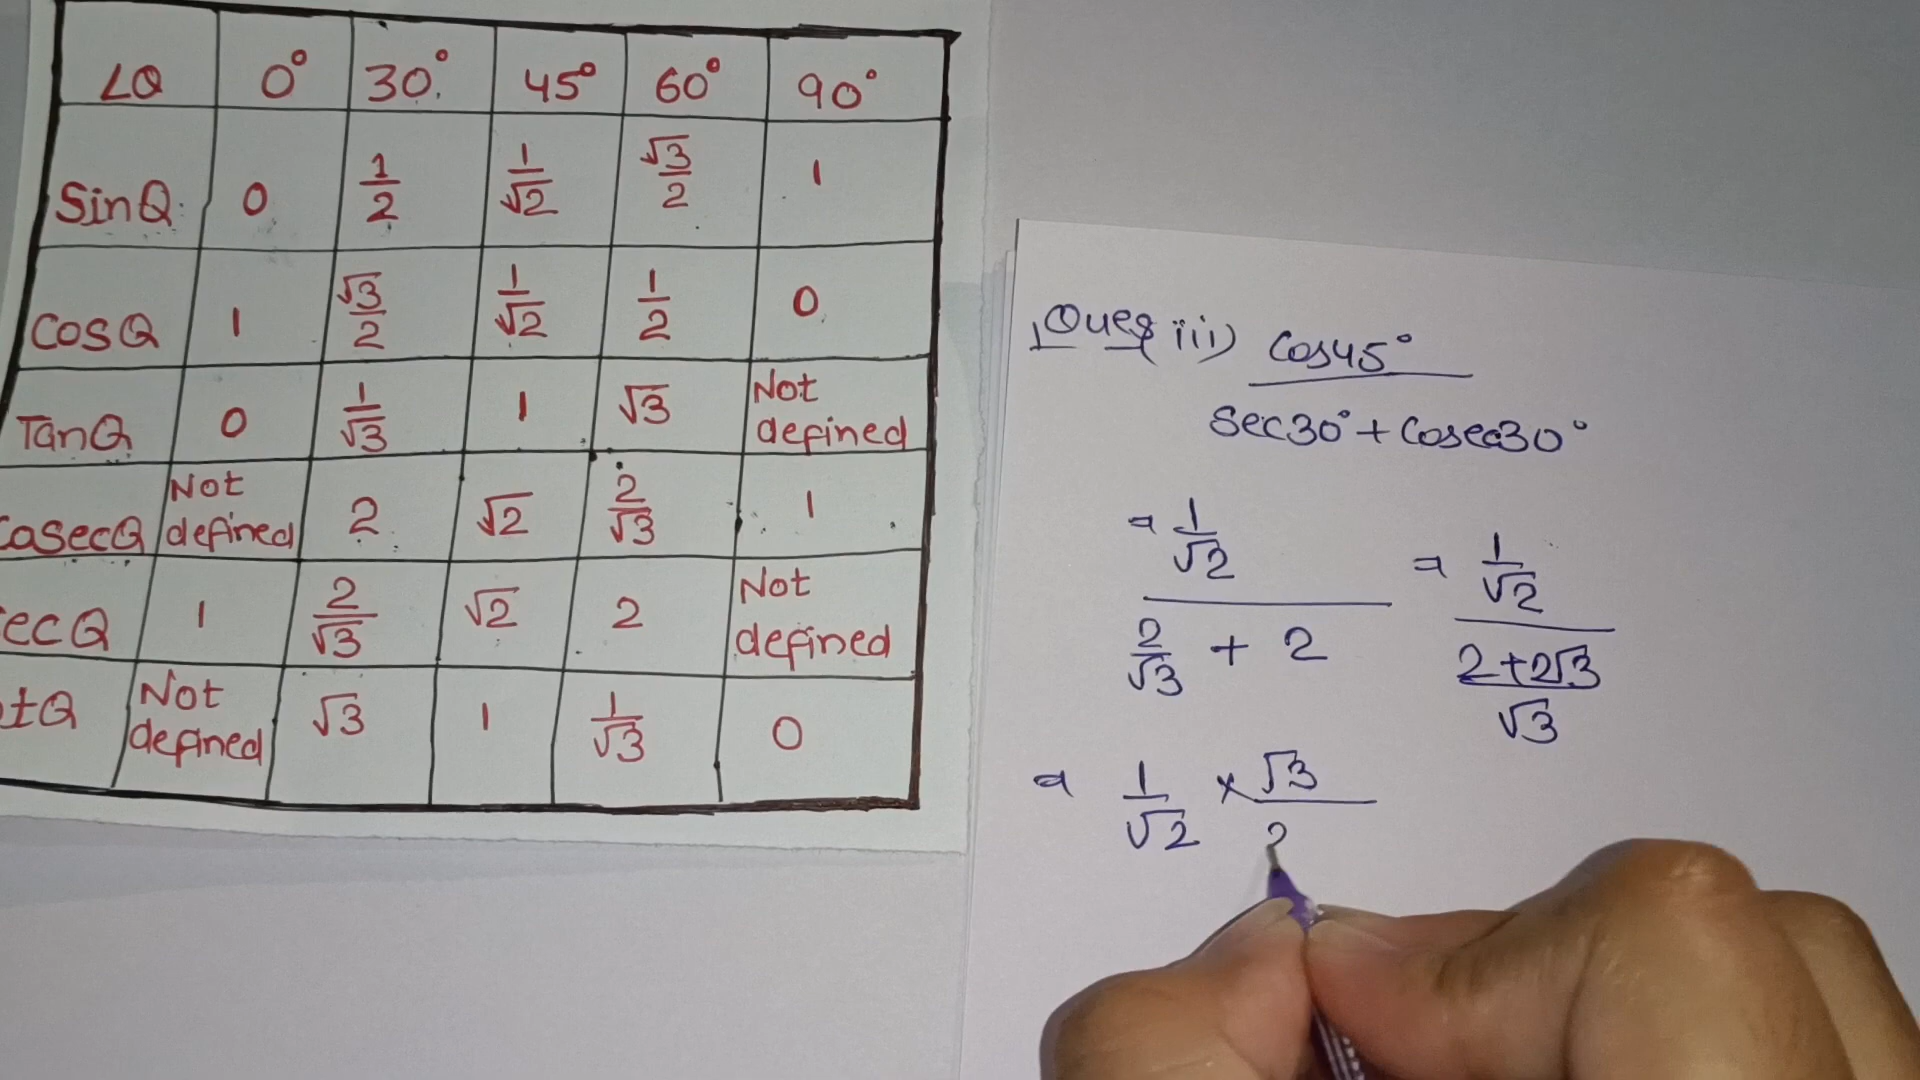 ∠Q 0° 30° 45° 60° 90°
SinQ 0 1/2 1/√2 √3/2 1
CosQ 1 √3/2 1/√2 1/2 0
TanQ 0 1/√3 1 √3 Not defined
CosecQ Not defined 2 √2 2/√3 1
ecQ 1 2/√3 √2 2 Not defined
otQ Not defined √3 1 1/√3 0
Ques iii) Cos45°
Sec30° + Cosec30°
= 1/√2
2/√3 + 2
= 1/√2
2+2√3
√3
= 1/√2 × √3
2